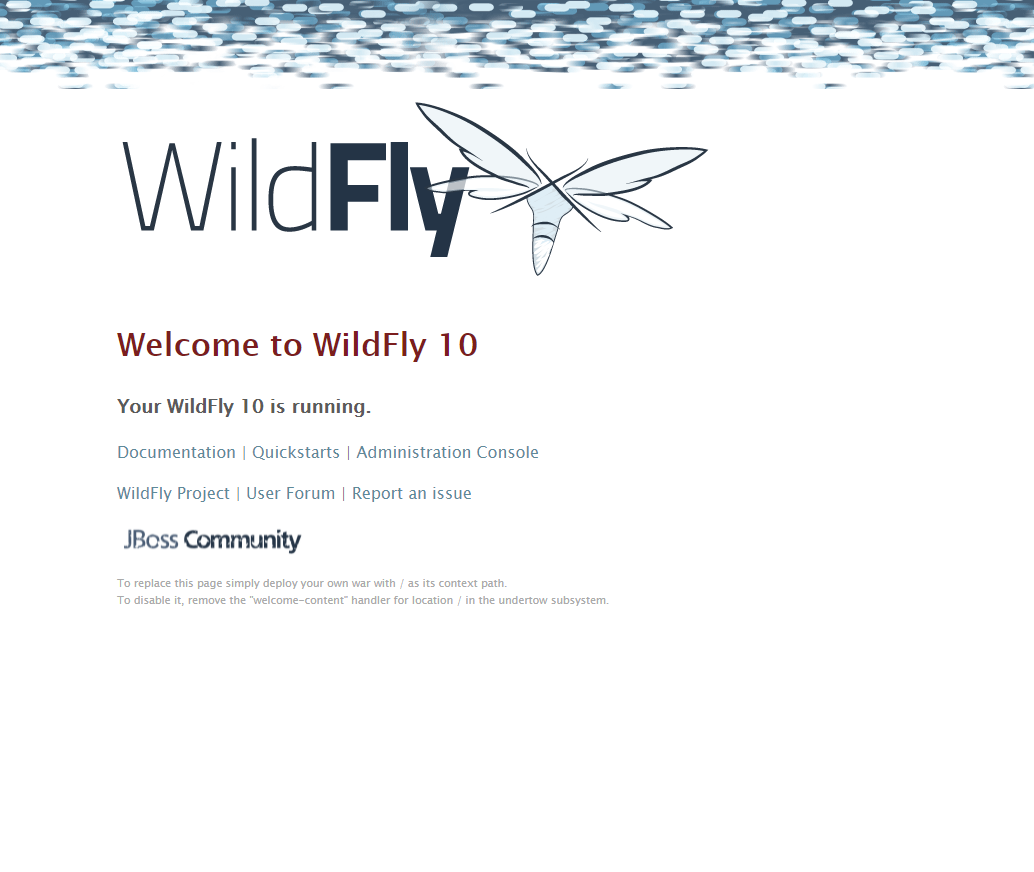 WildFly
Welcome to WildFly 10
Your WildFly 10 is running.
Documentation | Quickstarts | Administration Console
WildFly Project | User Forum | Report an issue
JBoss Community
To replace this page simply deploy your own war with / as its context path.
To disable it, remove the "welcome-content" handler for location / in the undertow subsystem.